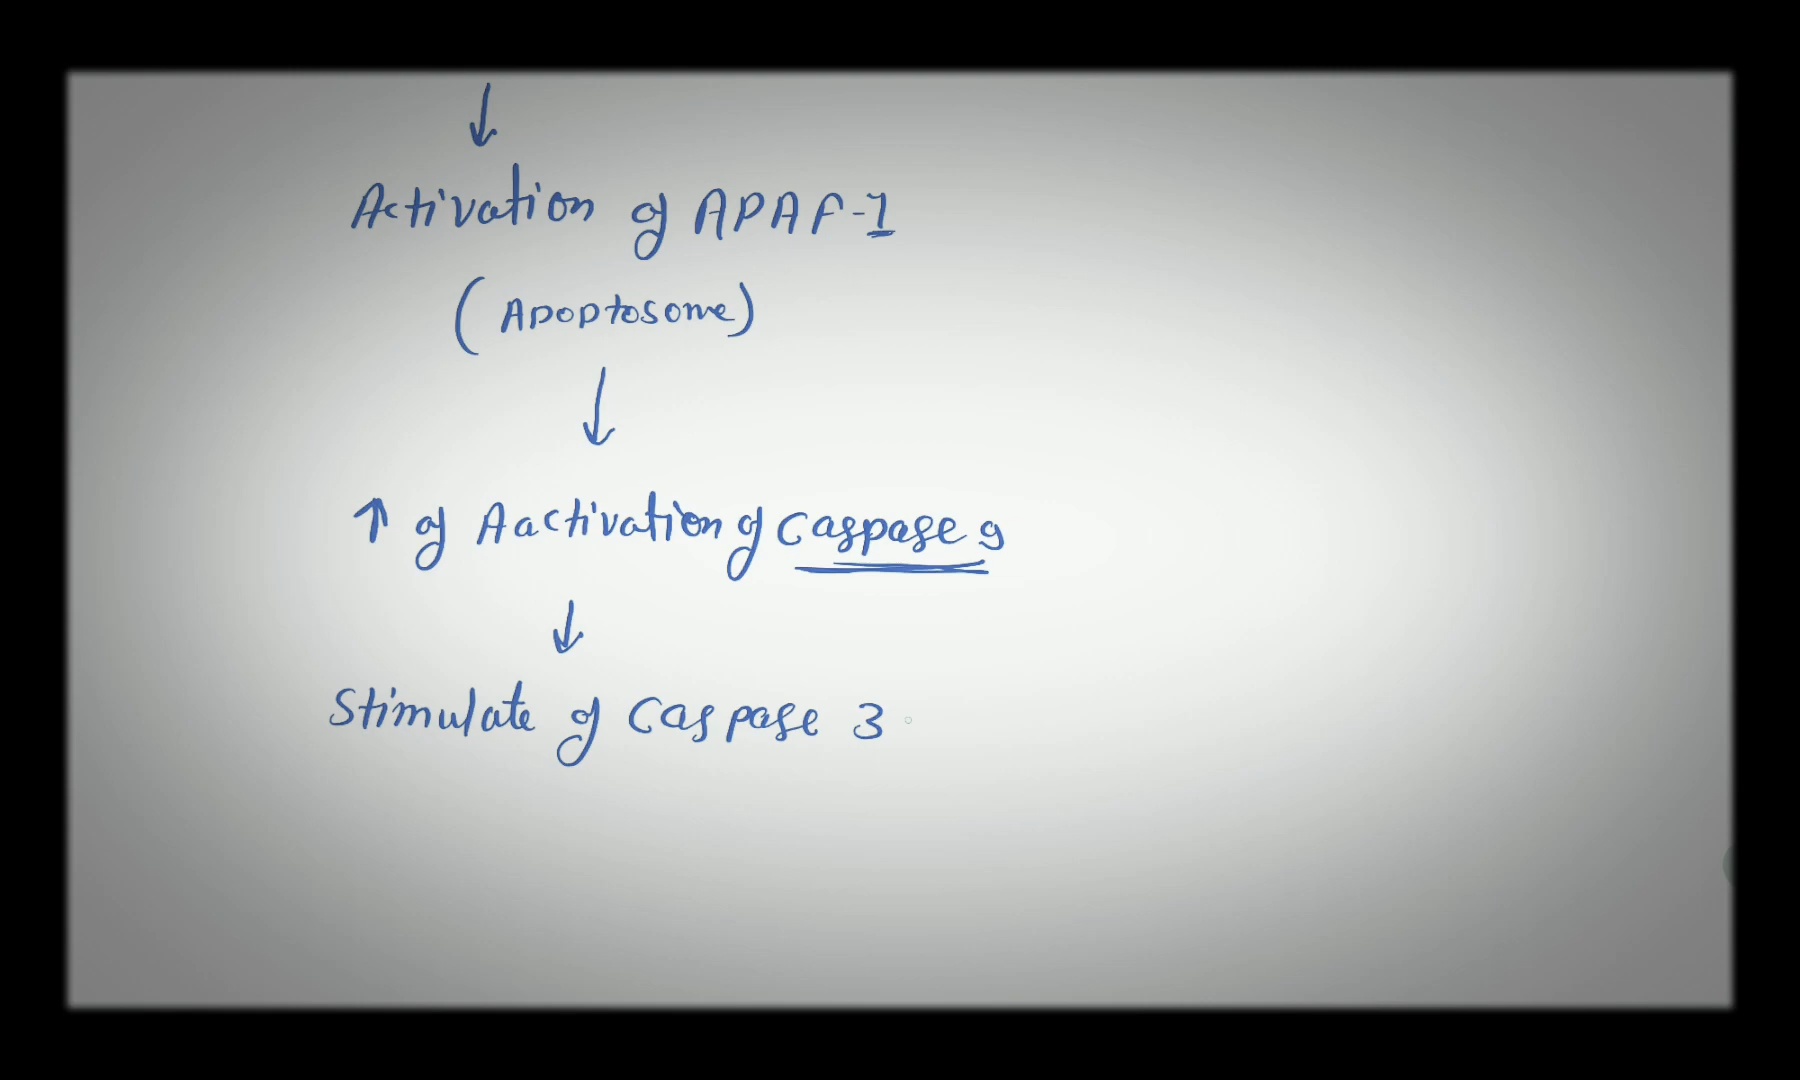 ↓
Activation of APAF-1
(Apoptosome)
↓
↑ of Aactivation of Caspase 9
↓
Stimulate of Caspase 3